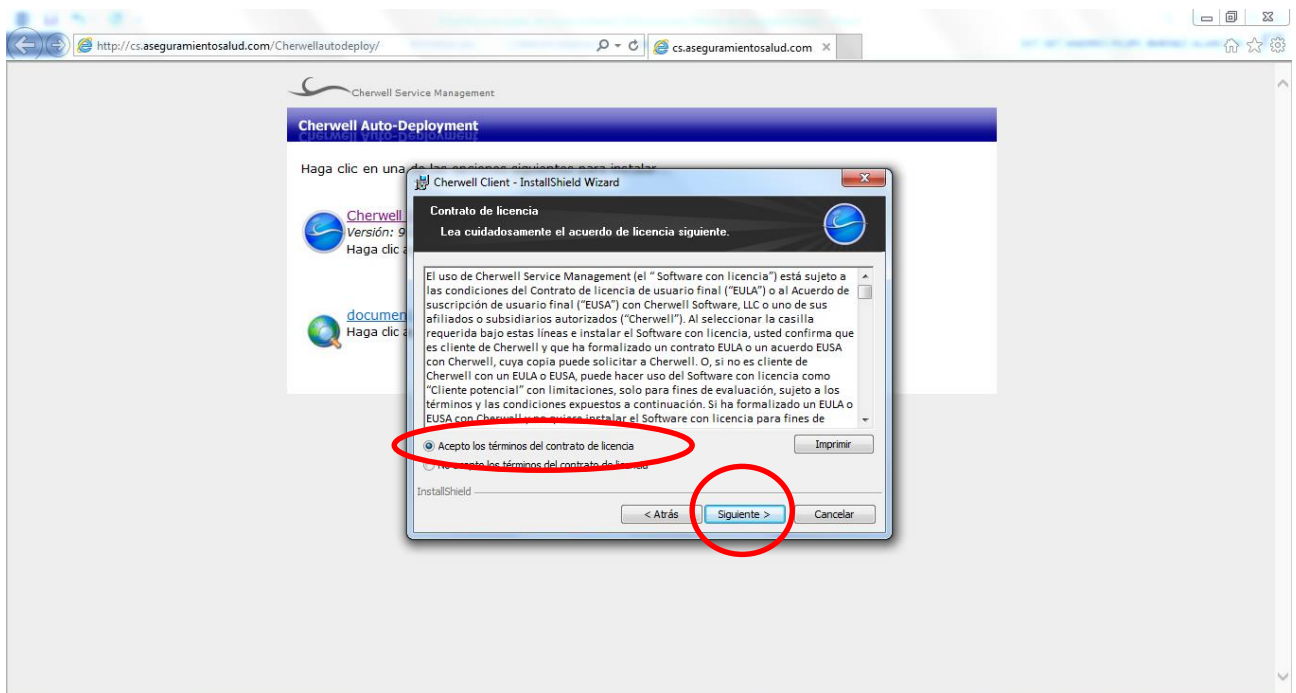 http://cs.aseguramientosalud.com/Cherwellautodeploy/
cs.aseguramientosalud.com
Cherwell Service Management
Cherwell Auto-Deployment
Haga clic en una de las opciones siguientes para instalar...
Cherwell
Versión: 9
Haga clic a
documen
Haga clic a
Cherwell Client - InstallShield Wizard
Contrato de licencia
Lea cuidadosamente el acuerdo de licencia siguiente.
El uso de Cherwell Service Management (el “ Software con licencia”) está sujeto a
las condiciones del Contrato de licencia de usuario final (“EULA”) o al Acuerdo de
suscripción de usuario final (“EUSA”) con Cherwell Software, LLC o uno de sus
afiliados o subsidiarios autorizados (“Cherwell”). Al seleccionar la casilla
requerida bajo estas líneas e instalar el Software con licencia, usted confirma que
es cliente de Cherwell y que ha formalizado un contrato EULA o un acuerdo EUSA
con Cherwell, cuya copia puede solicitar a Cherwell. O, si no es cliente de
Cherwell con un EULA o EUSA, puede hacer uso del Software con licencia como
“Cliente potencial” con limitaciones, solo para fines de evaluación, sujeto a los
términos y las condiciones expuestos a continuación. Si ha formalizado un EULA o
EUSA con Cherwell y no quiere instalar el Software con licencia para fines de
Acepto los términos del contrato de licencia
Imprimir
No acepto los términos del contrato de licencia
InstallShield
< Atrás
Siguiente >
Cancelar